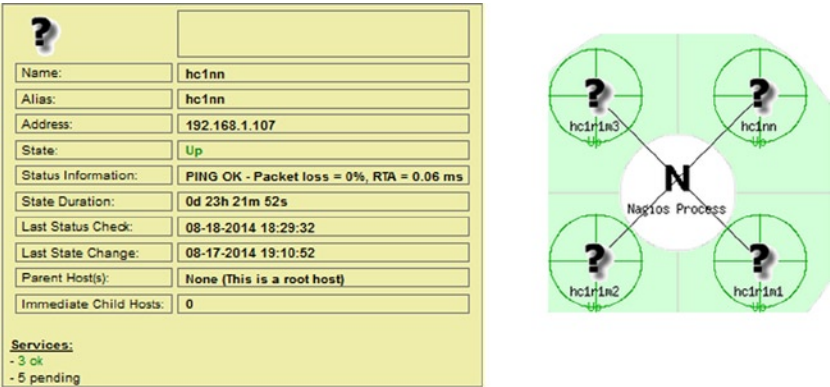 Name: hc1nn
Alias: hc1nn
Address: 192.168.1.107
State: Up
Status Information: PING OK - Packet loss = 0%, RTA = 0.06 ms
State Duration: 0d 23h 21m 52s
Last Status Check: 08-18-2014 18:29:32
Last State Change: 08-17-2014 19:10:52
Parent Host(s): None (This is a root host)
Immediate Child Hosts: 0
Services:
- 3 ok
- 5 pending
hc1r1m3
Up
hc1nn
Up
N
Nagios Process
hc1r1m2
Up
hc1r1m1
Up